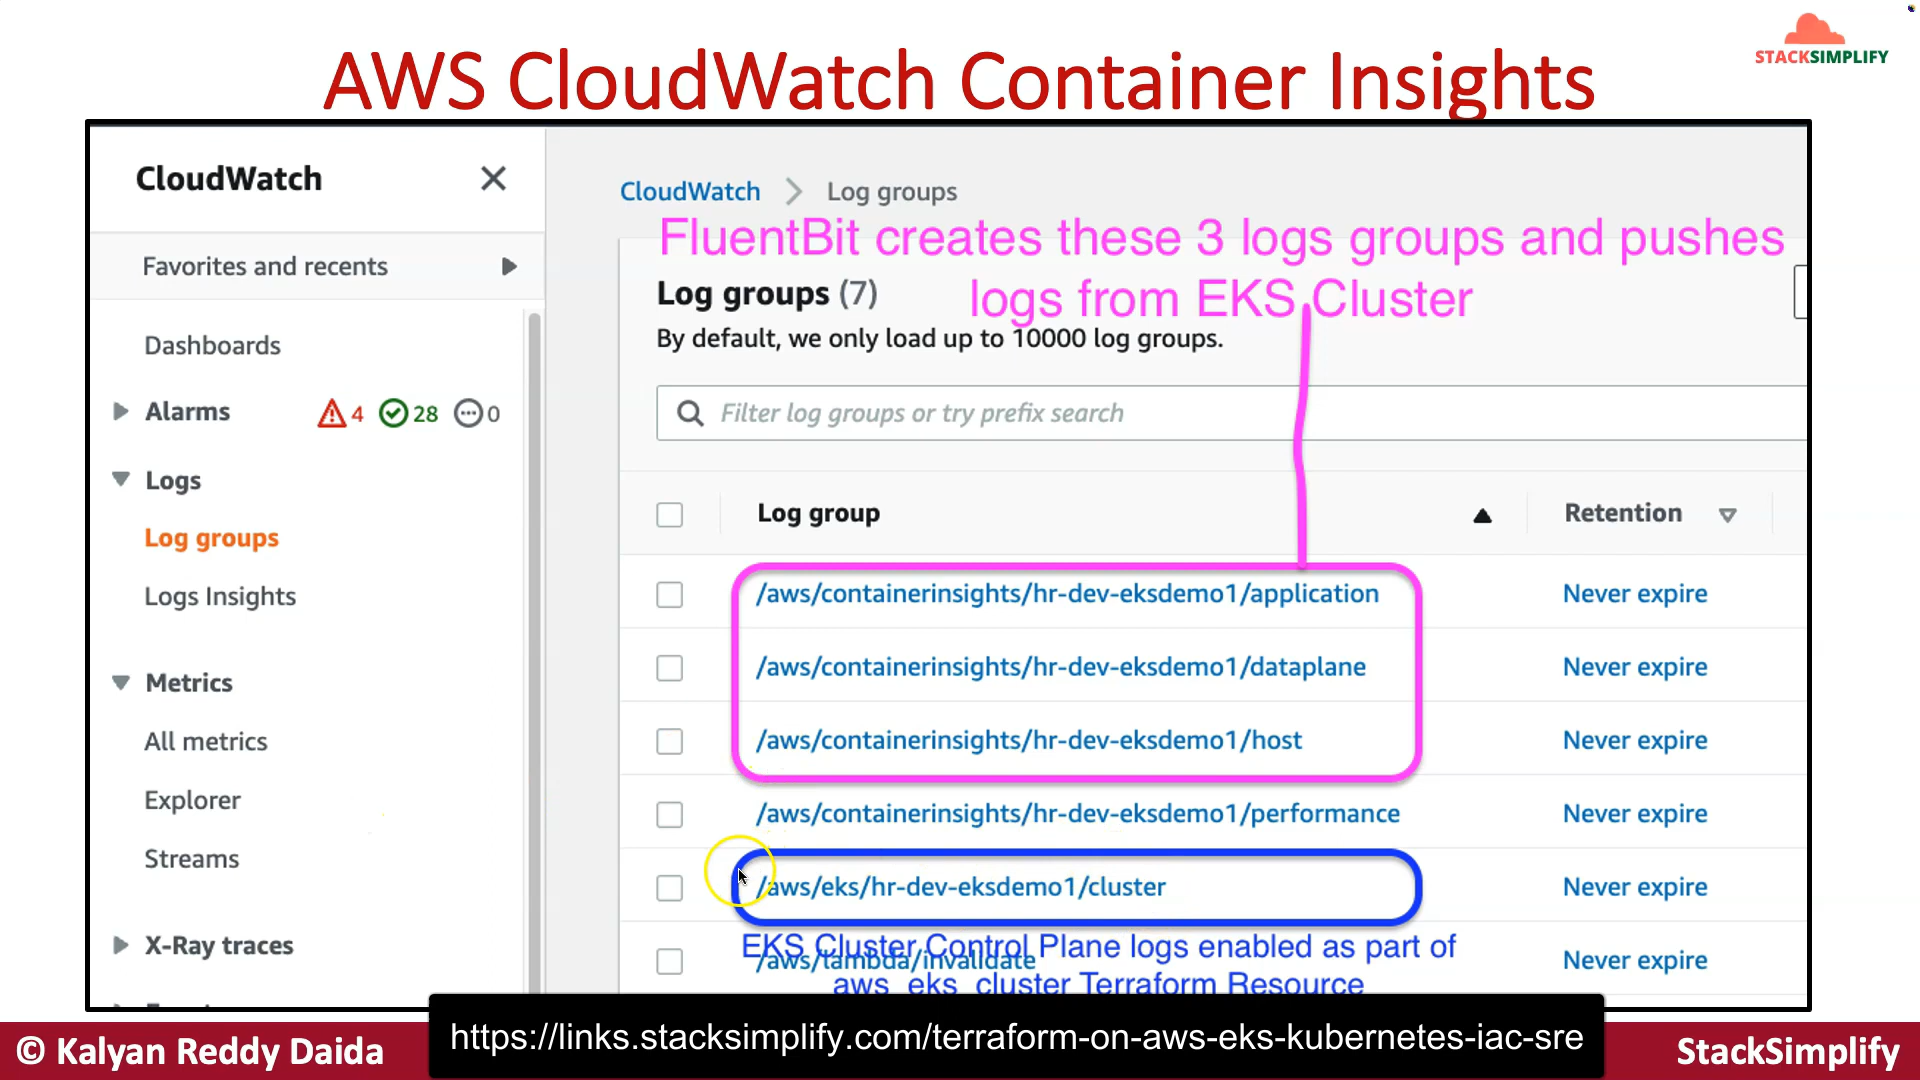 AWS CloudWatch Container Insights
STACKSIMPLIFY
CloudWatch
Favorites and recents
Dashboards
Alarms 4 28 0
Logs
Log groups
Logs Insights
Metrics
All metrics
Explorer
Streams
X-Ray traces
CloudWatch > Log groups
FluentBit creates these 3 logs groups and pushes
logs from EKS Cluster
Log groups (7)
By default, we only load up to 10000 log groups.
Filter log groups or try prefix search
Log group Retention
/aws/containerinsights/hr-dev-eksdemo1/application Never expire
/aws/containerinsights/hr-dev-eksdemo1/dataplane Never expire
/aws/containerinsights/hr-dev-eksdemo1/host Never expire
/aws/containerinsights/hr-dev-eksdemo1/performance Never expire
/aws/eks/hr-dev-eksdemo1/cluster Never expire
EKS Cluster Control Plane logs enabled as part of
/aws/lambda/invalidate Never expire
aws_eks_cluster Terraform Resource
https://links.stacksimplify.com/terraform-on-aws-eks-kubernetes-iac-sre
© Kalyan Reddy Daida
StackSimplify